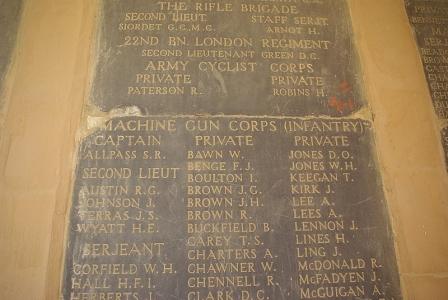 THE RIFLE BRIGADE
SECOND LIEUT STAFF SERJT
SIORDET G.C., M.C. ARNOT H.
22ND BN. LONDON REGIMENT
SECOND LIEUTENANT GREEN D.C.
ARMY CYCLIST CORPS
PRIVATE PRIVATE
PATERSON R. ROBINS H.
MACHINE GUN CORPS (INFANTRY)
CAPTAIN PRIVATE PRIVATE
ALLPASS S.R. BAWN W. JONES D.O.
BENGE F.J. JONES W.H.
SECOND LIEUT BOULTON I. KEEGAN T.
AUSTIN R.G. BROWN J.G. KIRK J.
JOHNSON J. BROWN J.H. LEE A.
TERRAS J.S. BROWN R. LEES A.
WYATT H.E. BUCKFIELD B. LENNON J.
CAREY T.S. LINES H.
SERJEANT CHARTERS A. LING J.
CORFIELD W.H. CHAWNER W. McDONALD R.
HALL H.F.I. CHENNELL R. McFADYEN J.
HERBERTS J. CLARK D.C. McGUIGAN A.